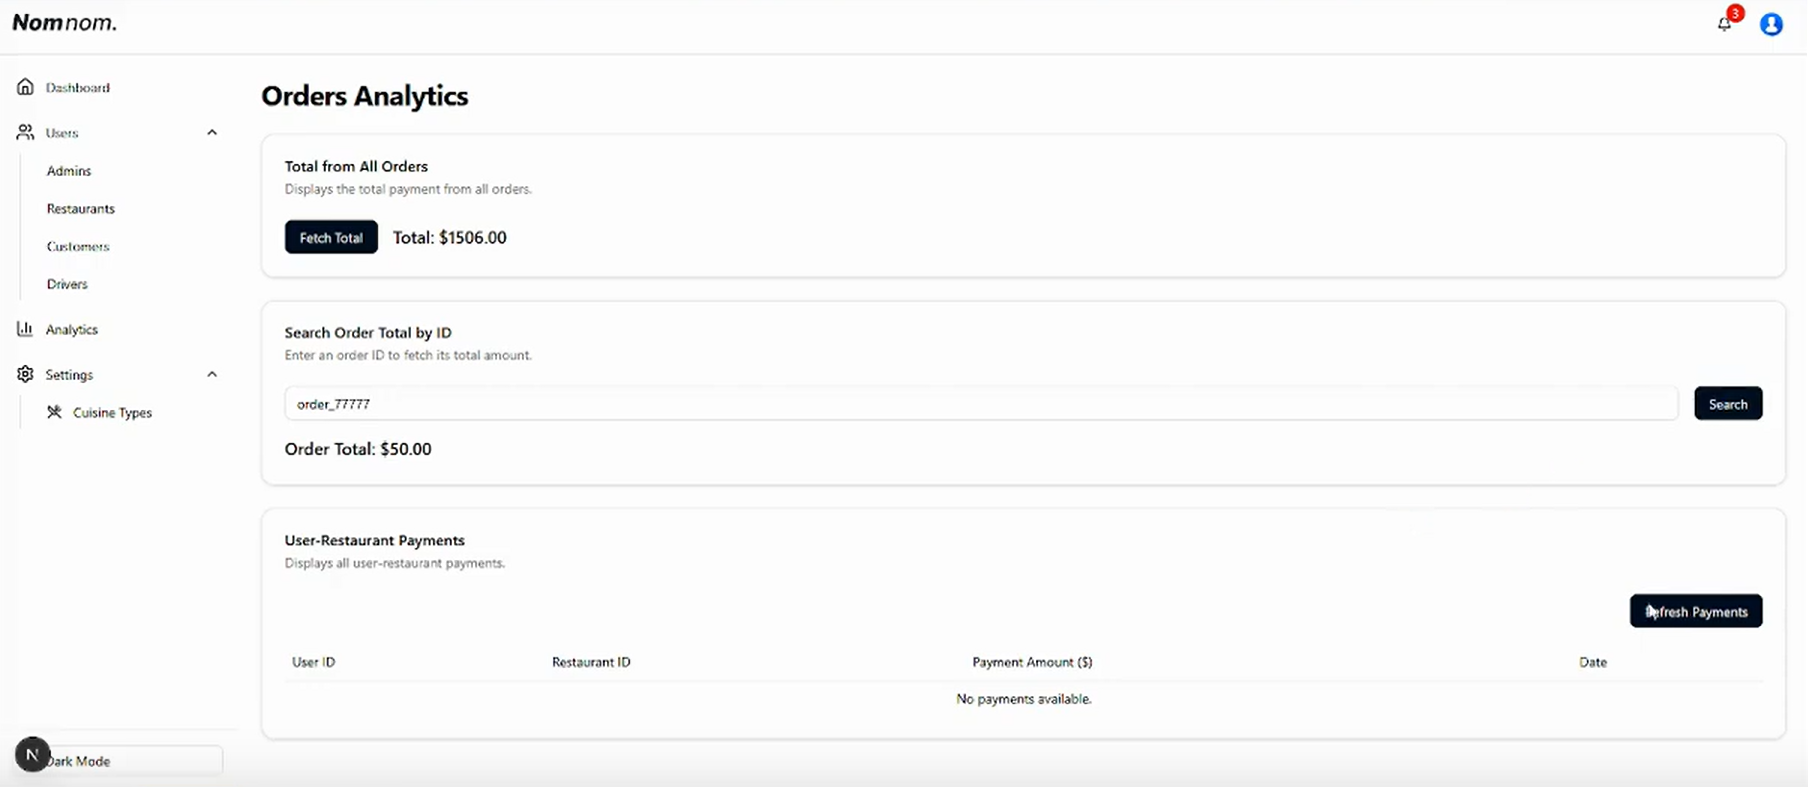 Nomnom.
3
Dashboard
Users
Admins
Restaurants
Customers
Drivers
Analytics
Settings
Cuisine Types
N
Dark Mode
Orders Analytics
Total from All Orders
Displays the total payment from all orders.
Fetch Total
Total: $1506.00
Search Order Total by ID
Enter an order ID to fetch its total amount.
order_77777
Search
Order Total: $50.00
User-Restaurant Payments
Displays all user-restaurant payments.
Refresh Payments
User ID
Restaurant ID
Payment Amount ($)
Date
No payments available.